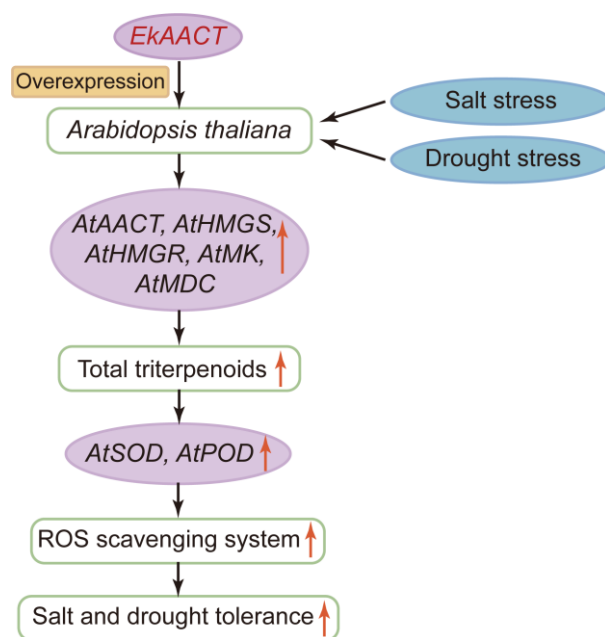 EkAACT
Overexpression
Arabidopsis thaliana
Salt stress
Drought stress
AtAACT, AtHMGS,
AtHMGR, AtMK,
AtMDC
Total triterpenoids
AtSOD, AtPOD
ROS scavenging system
Salt and drought tolerance